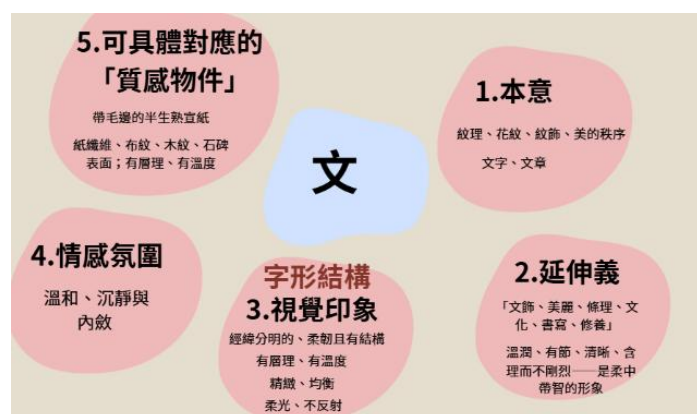 文
1.本意
紋理、花紋、紋飾、美的秩序
文字、文章
2.延伸義
「文飾、美麗、條理、文
化、書寫、修養」
溫潤、有節、清晰、含
理而不剛烈——是柔中
帶智的形象
字形結構
3.視覺印象
經緯分明的、柔韌且有結構
有層理、有溫度
精緻、均衡
柔光、不反射
4.情感氛圍
溫和、沉靜與
內斂
5.可具體對應的
「質感物件」
帶毛邊的半生熟宣紙
紙纖維、布紋、木紋、石碑
表面；有層理、有溫度